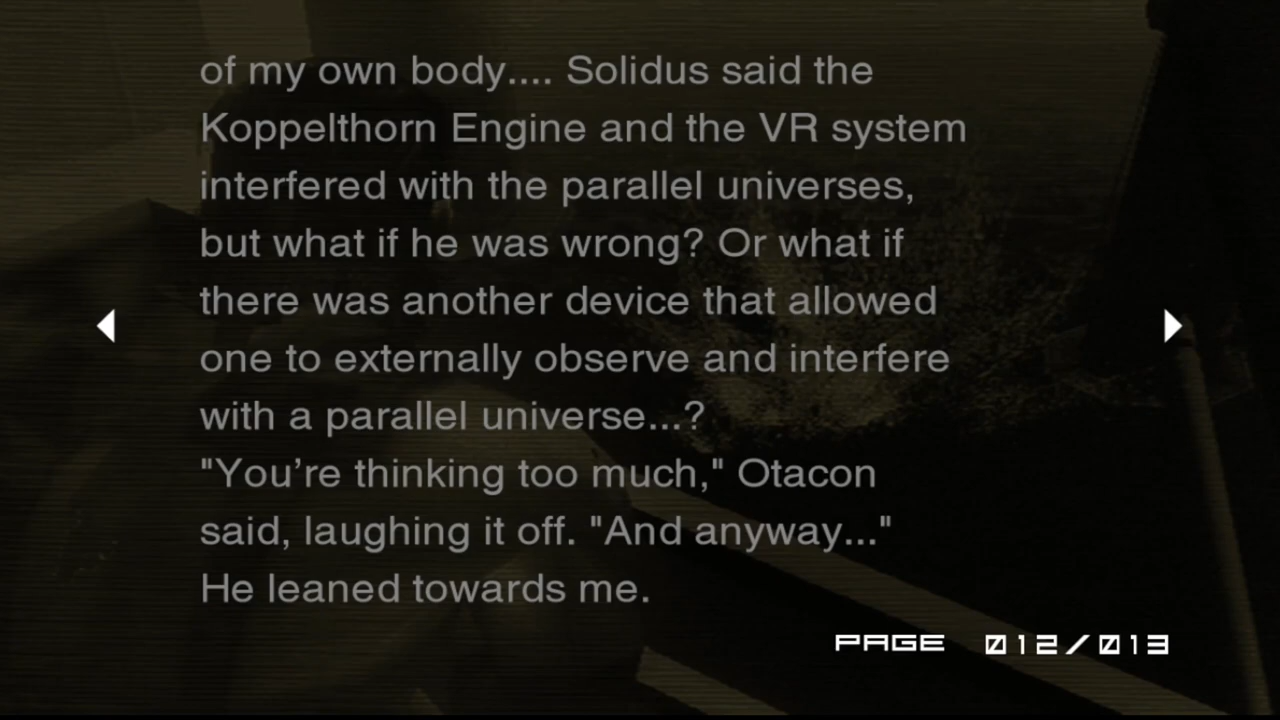 of my own body.... Solidus said the
Koppelthorn Engine and the VR system
interfered with the parallel universes,
but what if he was wrong? Or what if
there was another device that allowed
one to externally observe and interfere
with a parallel universe...?
"You’re thinking too much," Otacon
said, laughing it off. "And anyway..."
He leaned towards me.
PAGE 012/013